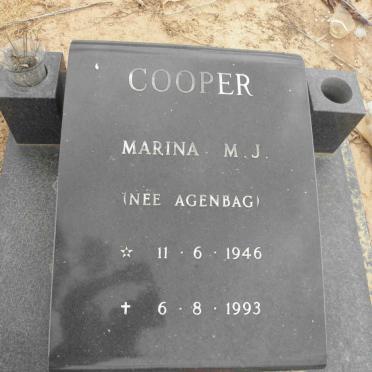 COOPER
MARINA M.J.
(NEE AGENBAG)
☆ 11 · 6 · 1946
✝ 6 · 8 · 1993